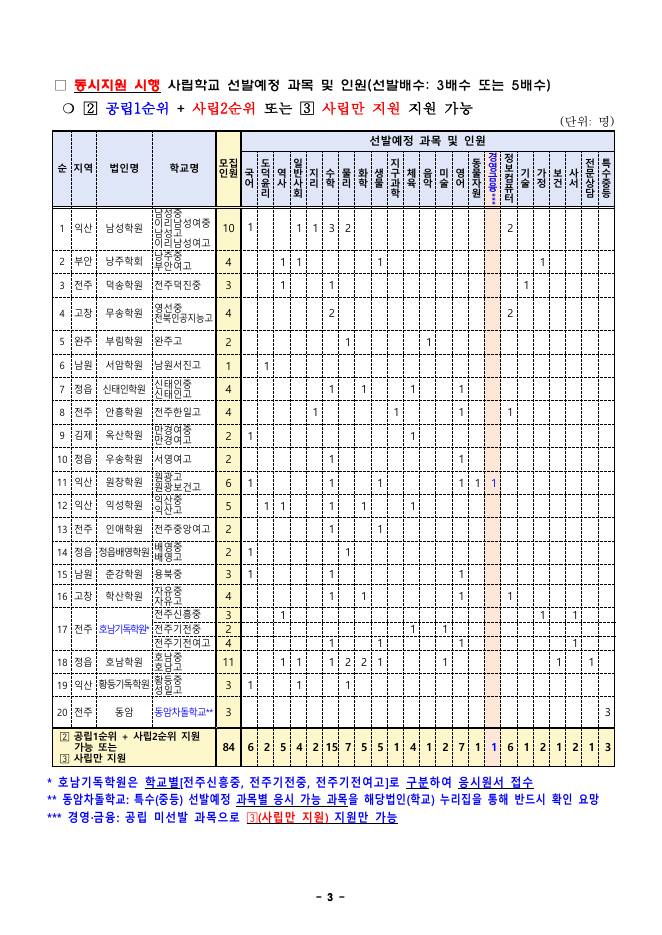 □ 동시지원 시행 사립학교 선발예정 과목 및 인원(선발배수: 3배수 또는 5배수)
❍ 2 공립1순위 + 사립2순위 또는 3 사립만 지원 지원 가능
(단위: 명)
순 지역 법인명 학교명 모집인원 선발예정 과목 및 인원
국어 도덕윤리 역사 일반사회 지리 수학 물리 화학 생물 지구과학 체육 음악 미술 영어 동물자원 경영금융*** 정보컴퓨터 기술 가정 보건 사서 전문상담 특수중등
1 익산 남성학원 남성중 이리남성여중 남성고 이리남성여고 10 1 1 1 3 2 2
2 부안 낭주학회 낭주중 부안여고 4 1 1 1 1
3 전주 덕송학원 전주덕진중 3 1 1 1
4 고창 무송학원 영선중 전북인공지능고 4 2 2
5 완주 부림학원 완주고 2 1 1
6 남원 서암학원 남원서진고 1 1
7 정읍 신태인학원 신태인중 신태인고 4 1 1 1 1
8 전주 안흥학원 전주한일고 4 1 1 1 1
9 김제 옥산학원 만경여중 만경여고 2 1 1
10 정읍 우송학원 서영여고 2 1 1
11 익산 원창학원 원광고 원광보건고 6 1 1 1 1 1 1
12 익산 익성학원 익산중 익산고 5 1 1 1 1 1
13 전주 인애학원 전주중앙여고 2 1 1
14 정읍 정읍배영학원 배영중 배영고 2 1 1
15 남원 춘강학원 용북중 3 1 1 1
16 고창 학산학원 자유중 자유고 4 1 1 1 1
17 전주 호남기독학원* 전주신흥중 3 1 1 1
전주기전중 2 1 1
전주기전여고 4 1 1 1 1
18 정읍 호남학원 호남중 호남고 11 1 1 1 2 2 1 1 1 1
19 익산 황등기독학원 황등중 성일고 3 1 1 1
20 전주 동암 동암차돌학교** 3 3
2 공립1순위 + 사립2순위 지원 가능 또는 3 사립만 지원 84 6 2 5 4 2 15 7 5 5 1 4 1 2 7 1 1 6 1 2 1 2 1 3
* 호남기독학원은 학교별[전주신흥중, 전주기전중, 전주기전여고]로 구분하여 응시원서 접수
** 동암차돌학교: 특수(중등) 선발예정 과목별 응시 가능 과목을 해당법인(학교) 누리집을 통해 반드시 확인 요망
*** 경영·금융: 공립 미선발 과목으로 3(사립만 지원) 지원만 가능
- 3 -